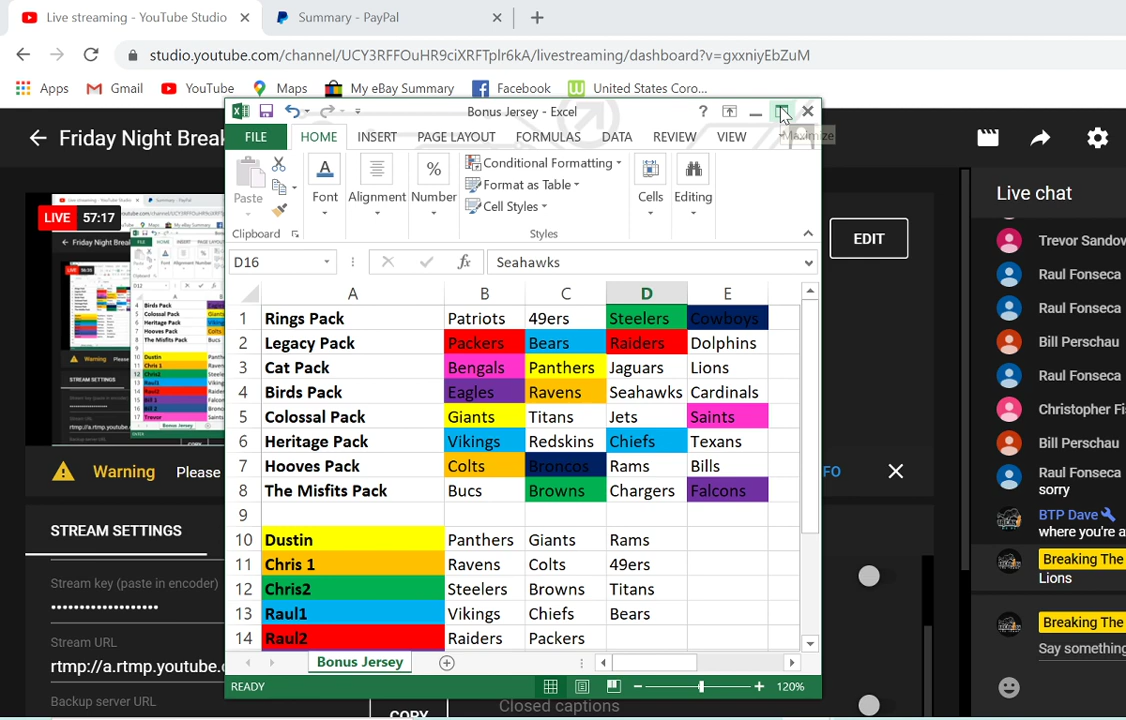 Live streaming - YouTube Studio
Summary - PayPal
studio.youtube.com/channel/UCY3RFFOuHR9ciXRFTplr6kA/livestreaming/dashboard?v=gxxniyEbZuM
Apps Gmail YouTube Maps My eBay Summary Facebook United States Coro...
Bonus Jersey - Excel
Maximize
Friday Night Break
FILE HOME INSERT PAGE LAYOUT FORMULAS DATA REVIEW VIEW
Paste Font Alignment Number
Conditional Formatting
Format as Table
Cell Styles
Cells Editing
Clipboard Styles
D16 fx Seahawks
A B C D E
1 Rings Pack Patriots 49ers Steelers Cowboys
2 Legacy Pack Packers Bears Raiders Dolphins
3 Cat Pack Bengals Panthers Jaguars Lions
4 Birds Pack Eagles Ravens Seahawks Cardinals
5 Colossal Pack Giants Titans Jets Saints
6 Heritage Pack Vikings Redskins Chiefs Texans
7 Hooves Pack Colts Broncos Rams Bills
8 The Misfits Pack Bucs Browns Chargers Falcons
9
10 Dustin Panthers Giants Rams
11 Chris 1 Ravens Colts 49ers
12 Chris2 Steelers Browns Titans
13 Raul1 Vikings Chiefs Bears
14 Raul2 Raiders Packers
Bonus Jersey
READY 120%
LIVE 57:17
EDIT
Warning Please
FO
STREAM SETTINGS
Stream key (paste in encoder)
Stream URL
rtmp://a.rtmp.youtube.c
Backup server URL
COPY
Closed captions
Live chat
Trevor Sandov
Raul Fonseca
Raul Fonseca
Bill Perschau
Raul Fonseca
Christopher Fi
Bill Perschau
Raul Fonseca
sorry
BTP Dave
where you're a
Breaking The
Lions
Breaking The
Say something